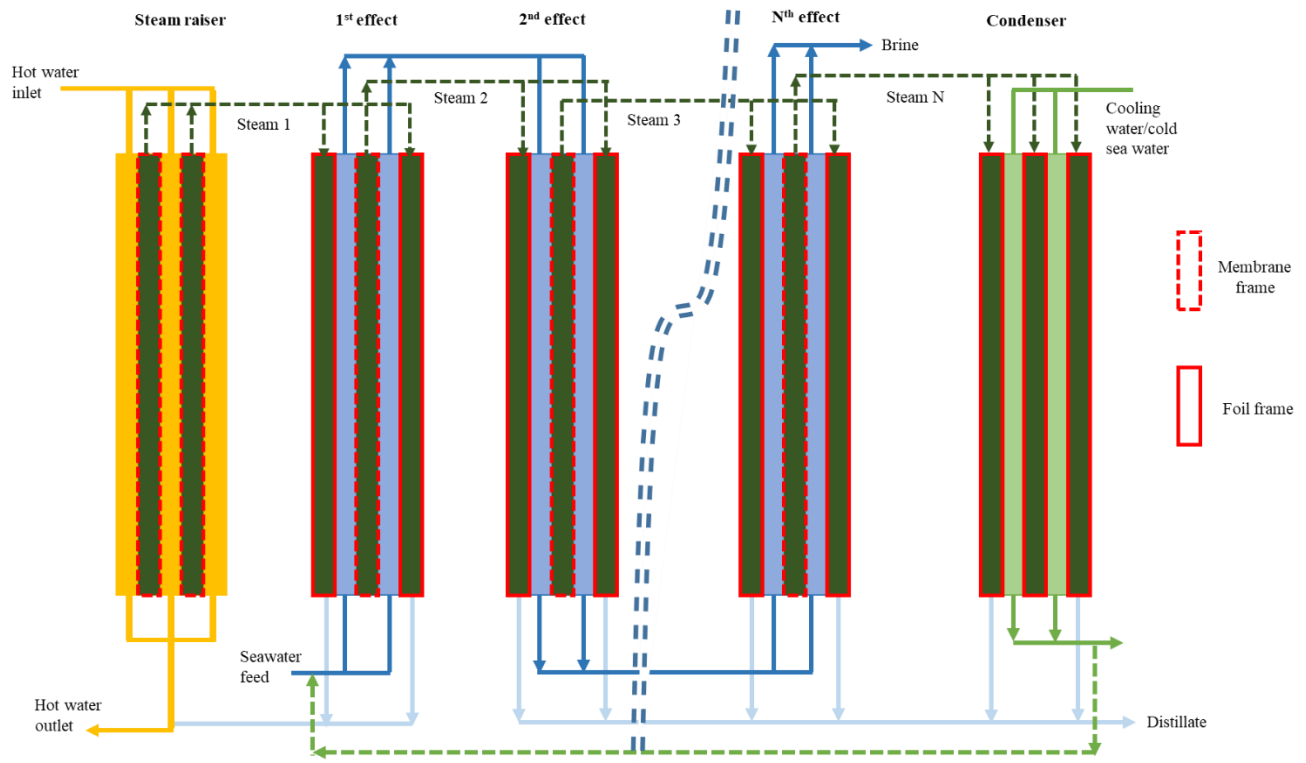 Steam raiser
1st effect
2nd effect
Nth effect
Condenser
Hot water
inlet
Steam 1
Steam 2
Steam 3
Brine
Steam N
Cooling
water/cold
sea water
Membrane
frame
Foil frame
Seawater
feed
Hot water
outlet
Distillate